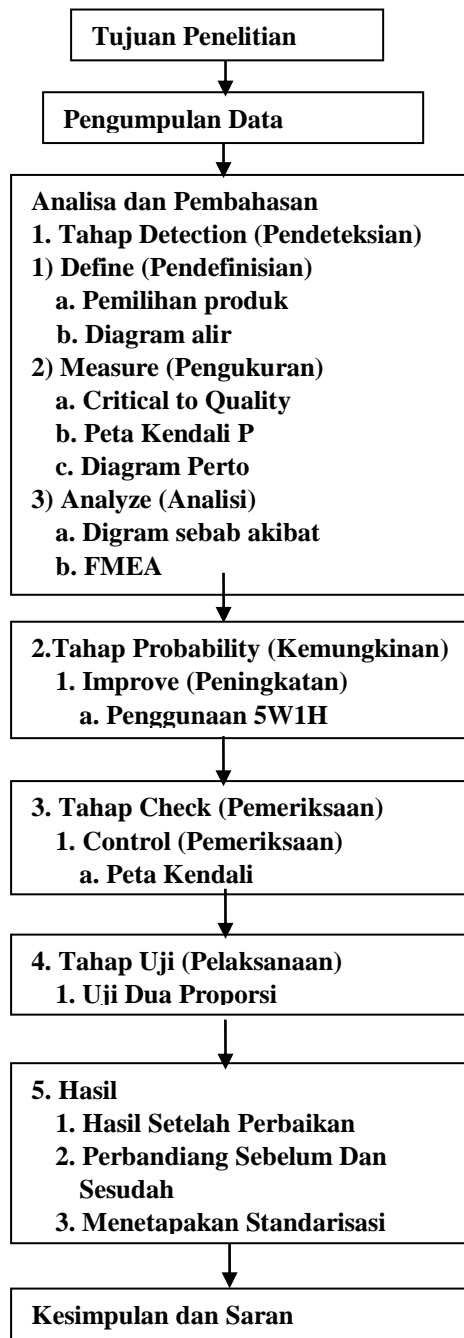 Tujuan Penelitian
Pengumpulan Data
Analisa dan Pembahasan
1. Tahap Detection (Pendeteksian)
1) Define (Pendefinisian)
a. Pemilihan produk
b. Diagram alir
2) Measure (Pengukuran)
a. Critical to Quality
b. Peta Kendali P
c. Diagram Perto
3) Analyze (Analisi)
a. Digram sebab akibat
b. FMEA
2.Tahap Probability (Kemungkinan)
1. Improve (Peningkatan)
a. Penggunaan 5W1H
3. Tahap Check (Pemeriksaan)
1. Control (Pemeriksaan)
a. Peta Kendali
4. Tahap Uji (Pelaksanaan)
1. Uji Dua Proporsi
5. Hasil
1. Hasil Setelah Perbaikan
2. Perbandiang Sebelum Dan
Sesudah
3. Menetapakan Standarisasi
Kesimpulan dan Saran